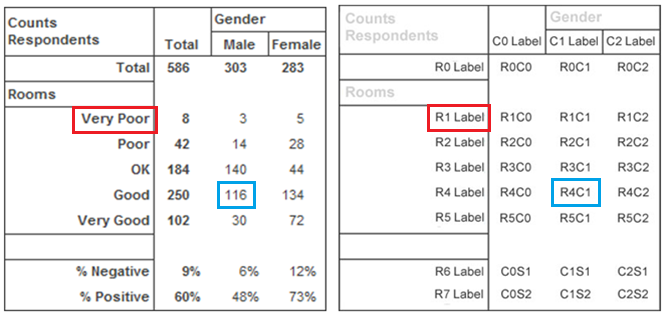 Counts Respondents Gender
Total Male Female
Total 586 303 283
Rooms
Very Poor 8 3 5
Poor 42 14 28
OK 184 140 44
Good 250 116 134
Very Good 102 30 72
% Negative 9% 6% 12%
% Positive 60% 48% 73%
Counts Respondents Gender
C0 Label C1 Label C2 Label
R0 Label R0C0 R0C1 R0C2
Rooms
R1 Label R1C0 R1C1 R1C2
R2 Label R2C0 R2C1 R2C2
R3 Label R3C0 R3C1 R3C2
R4 Label R4C0 R4C1 R4C2
R5 Label R5C0 R5C1 R5C2
R6 Label C0S1 C1S1 C2S1
R7 Label C0S2 C1S2 C2S2